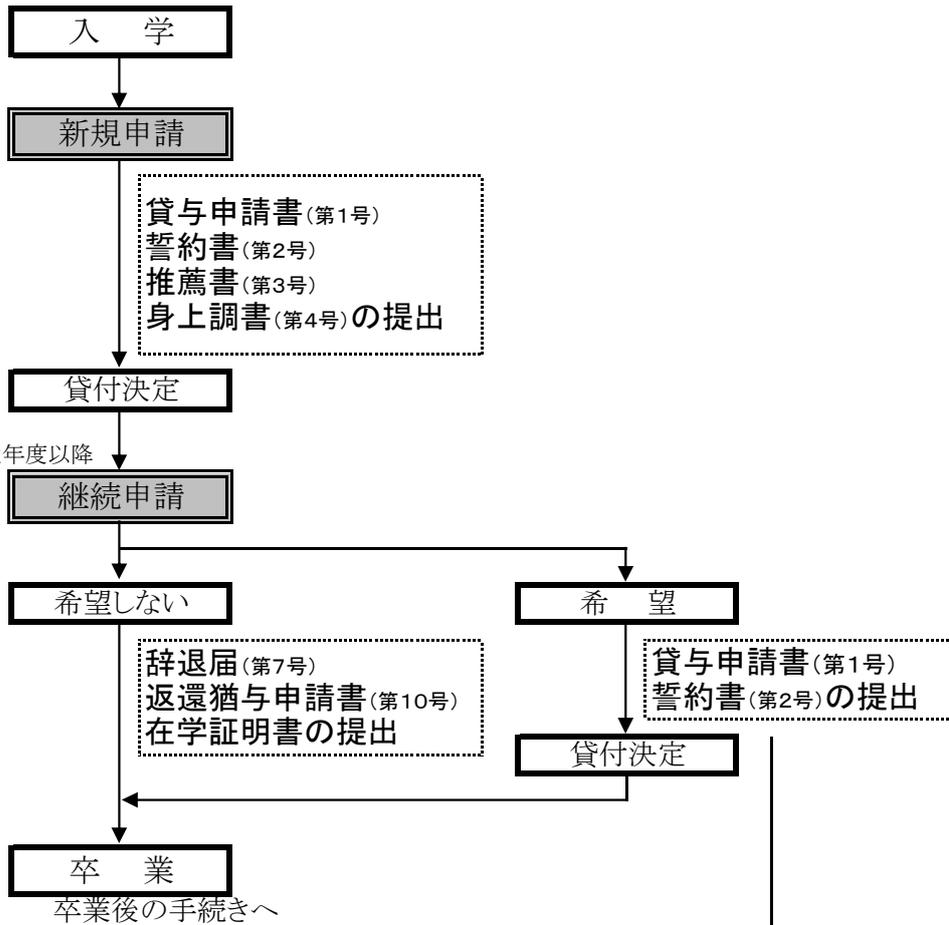 入 学
新規申請
貸与申請書(第1号)
誓約書(第2号)
推薦書(第3号)
身上調書(第4号)の提出
貸付決定
年度以降
継続申請
希望しない
希 望
辞退届(第7号)
返還猶与申請書(第10号)
在学証明書の提出
貸与申請書(第1号)
誓約書(第2号)の提出
貸付決定
卒 業
卒業後の手続きへ